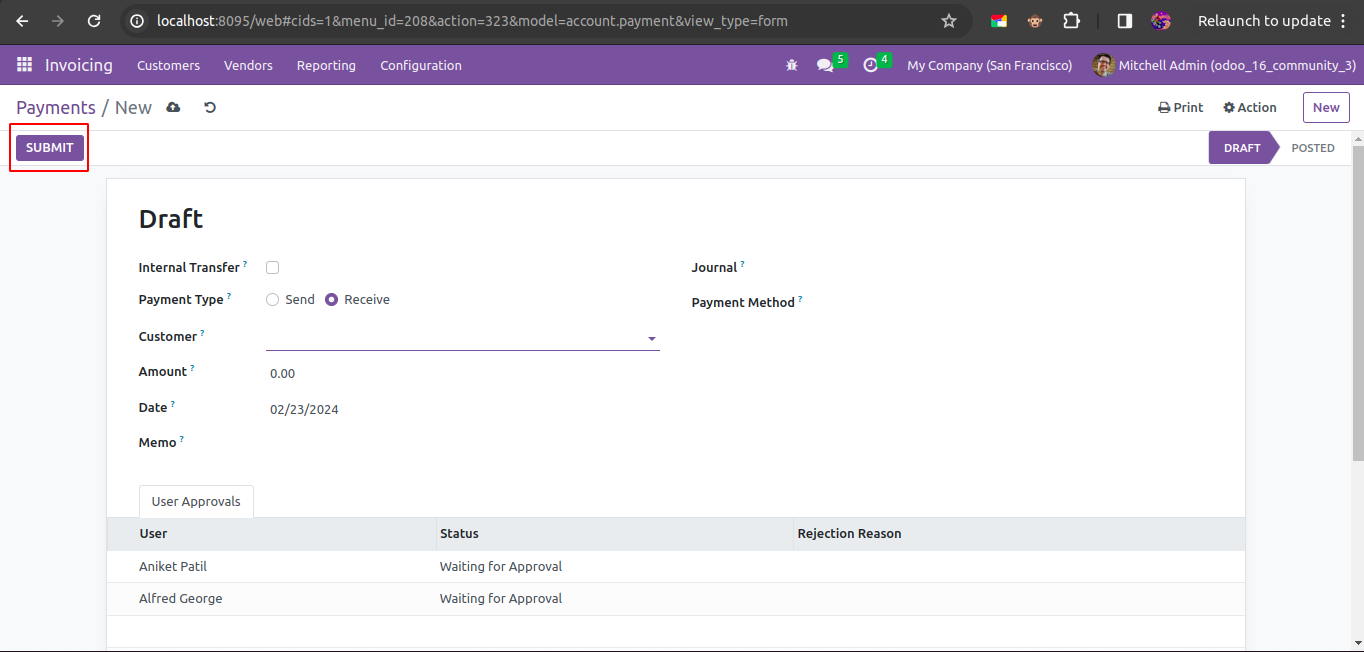 localhost:8095/web#cids=1&menu_id=208&action=323&model=account.payment&view_type=form Relaunch to update
Invoicing Customers Vendors Reporting Configuration 5 4 My Company (San Francisco) Mitchell Admin (odoo_16_community_3)
Payments / New Print Action New
SUBMIT DRAFT POSTED
Draft
Internal Transfer ? Journal ?
Payment Type ? Send Receive Payment Method ?
Customer ?
Amount ? 0.00
Date ? 02/23/2024
Memo ?
User Approvals
User Status Rejection Reason
Aniket Patil Waiting for Approval
Alfred George Waiting for Approval